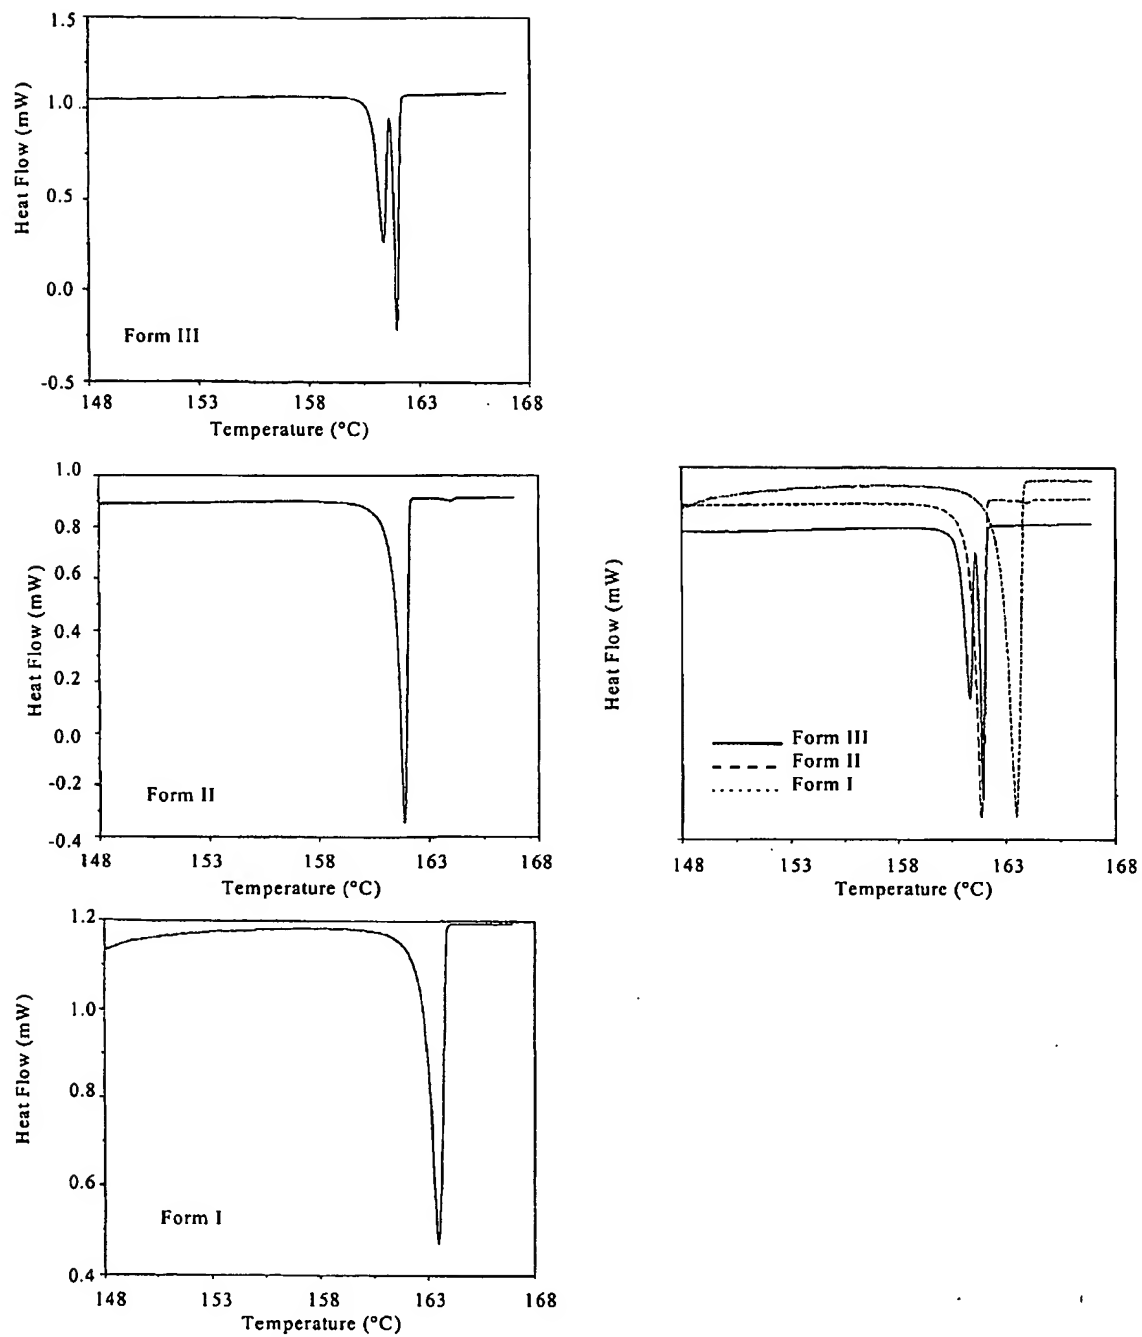 1.5
1.0
0.5
0.0
-0.5
Heat Flow (mW)
Form III
148 153 158 163 168
Temperature (°C)
1.0
0.8
0.6
0.4
0.2
0.0
-0.2
-0.4
Heat Flow (mW)
Form II
148 153 158 163 168
Temperature (°C)
Heat Flow (mW)
Form III
Form II
Form I
148 153 158 163 168
Temperature (°C)
1.2
1.0
0.8
0.6
0.4
Heat Flow (mW)
Form I
148 153 158 163 168
Temperature (°C)